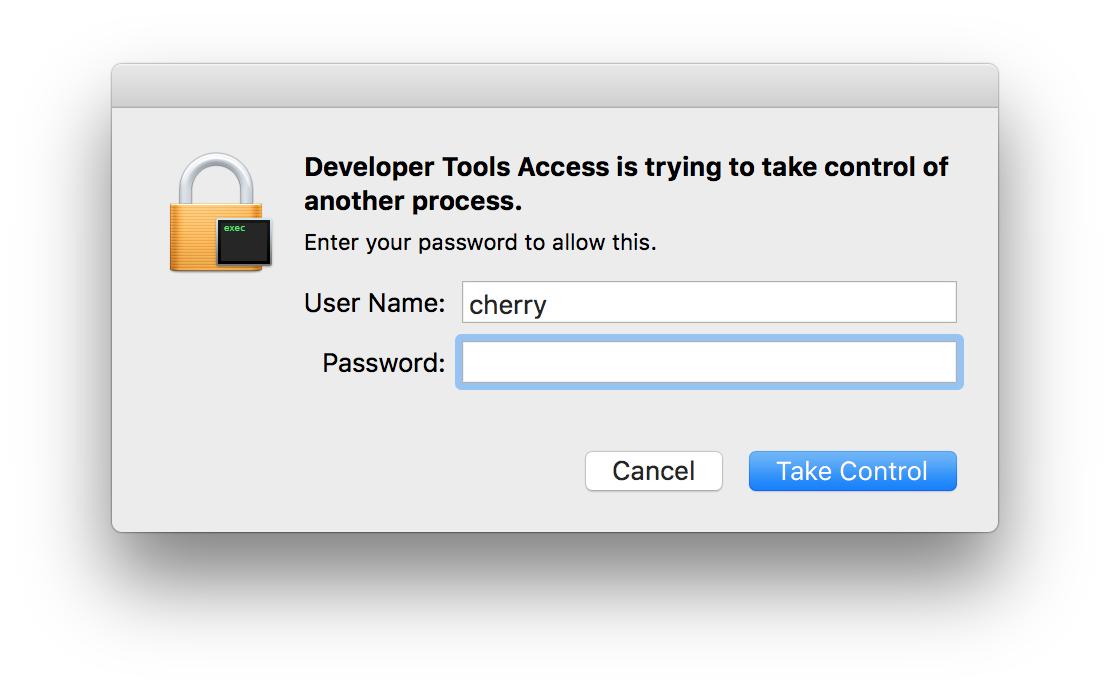 Developer Tools Access is trying to take control of
another process.
exec
Enter your password to allow this.
User Name: cherry
Password:
Cancel Take Control